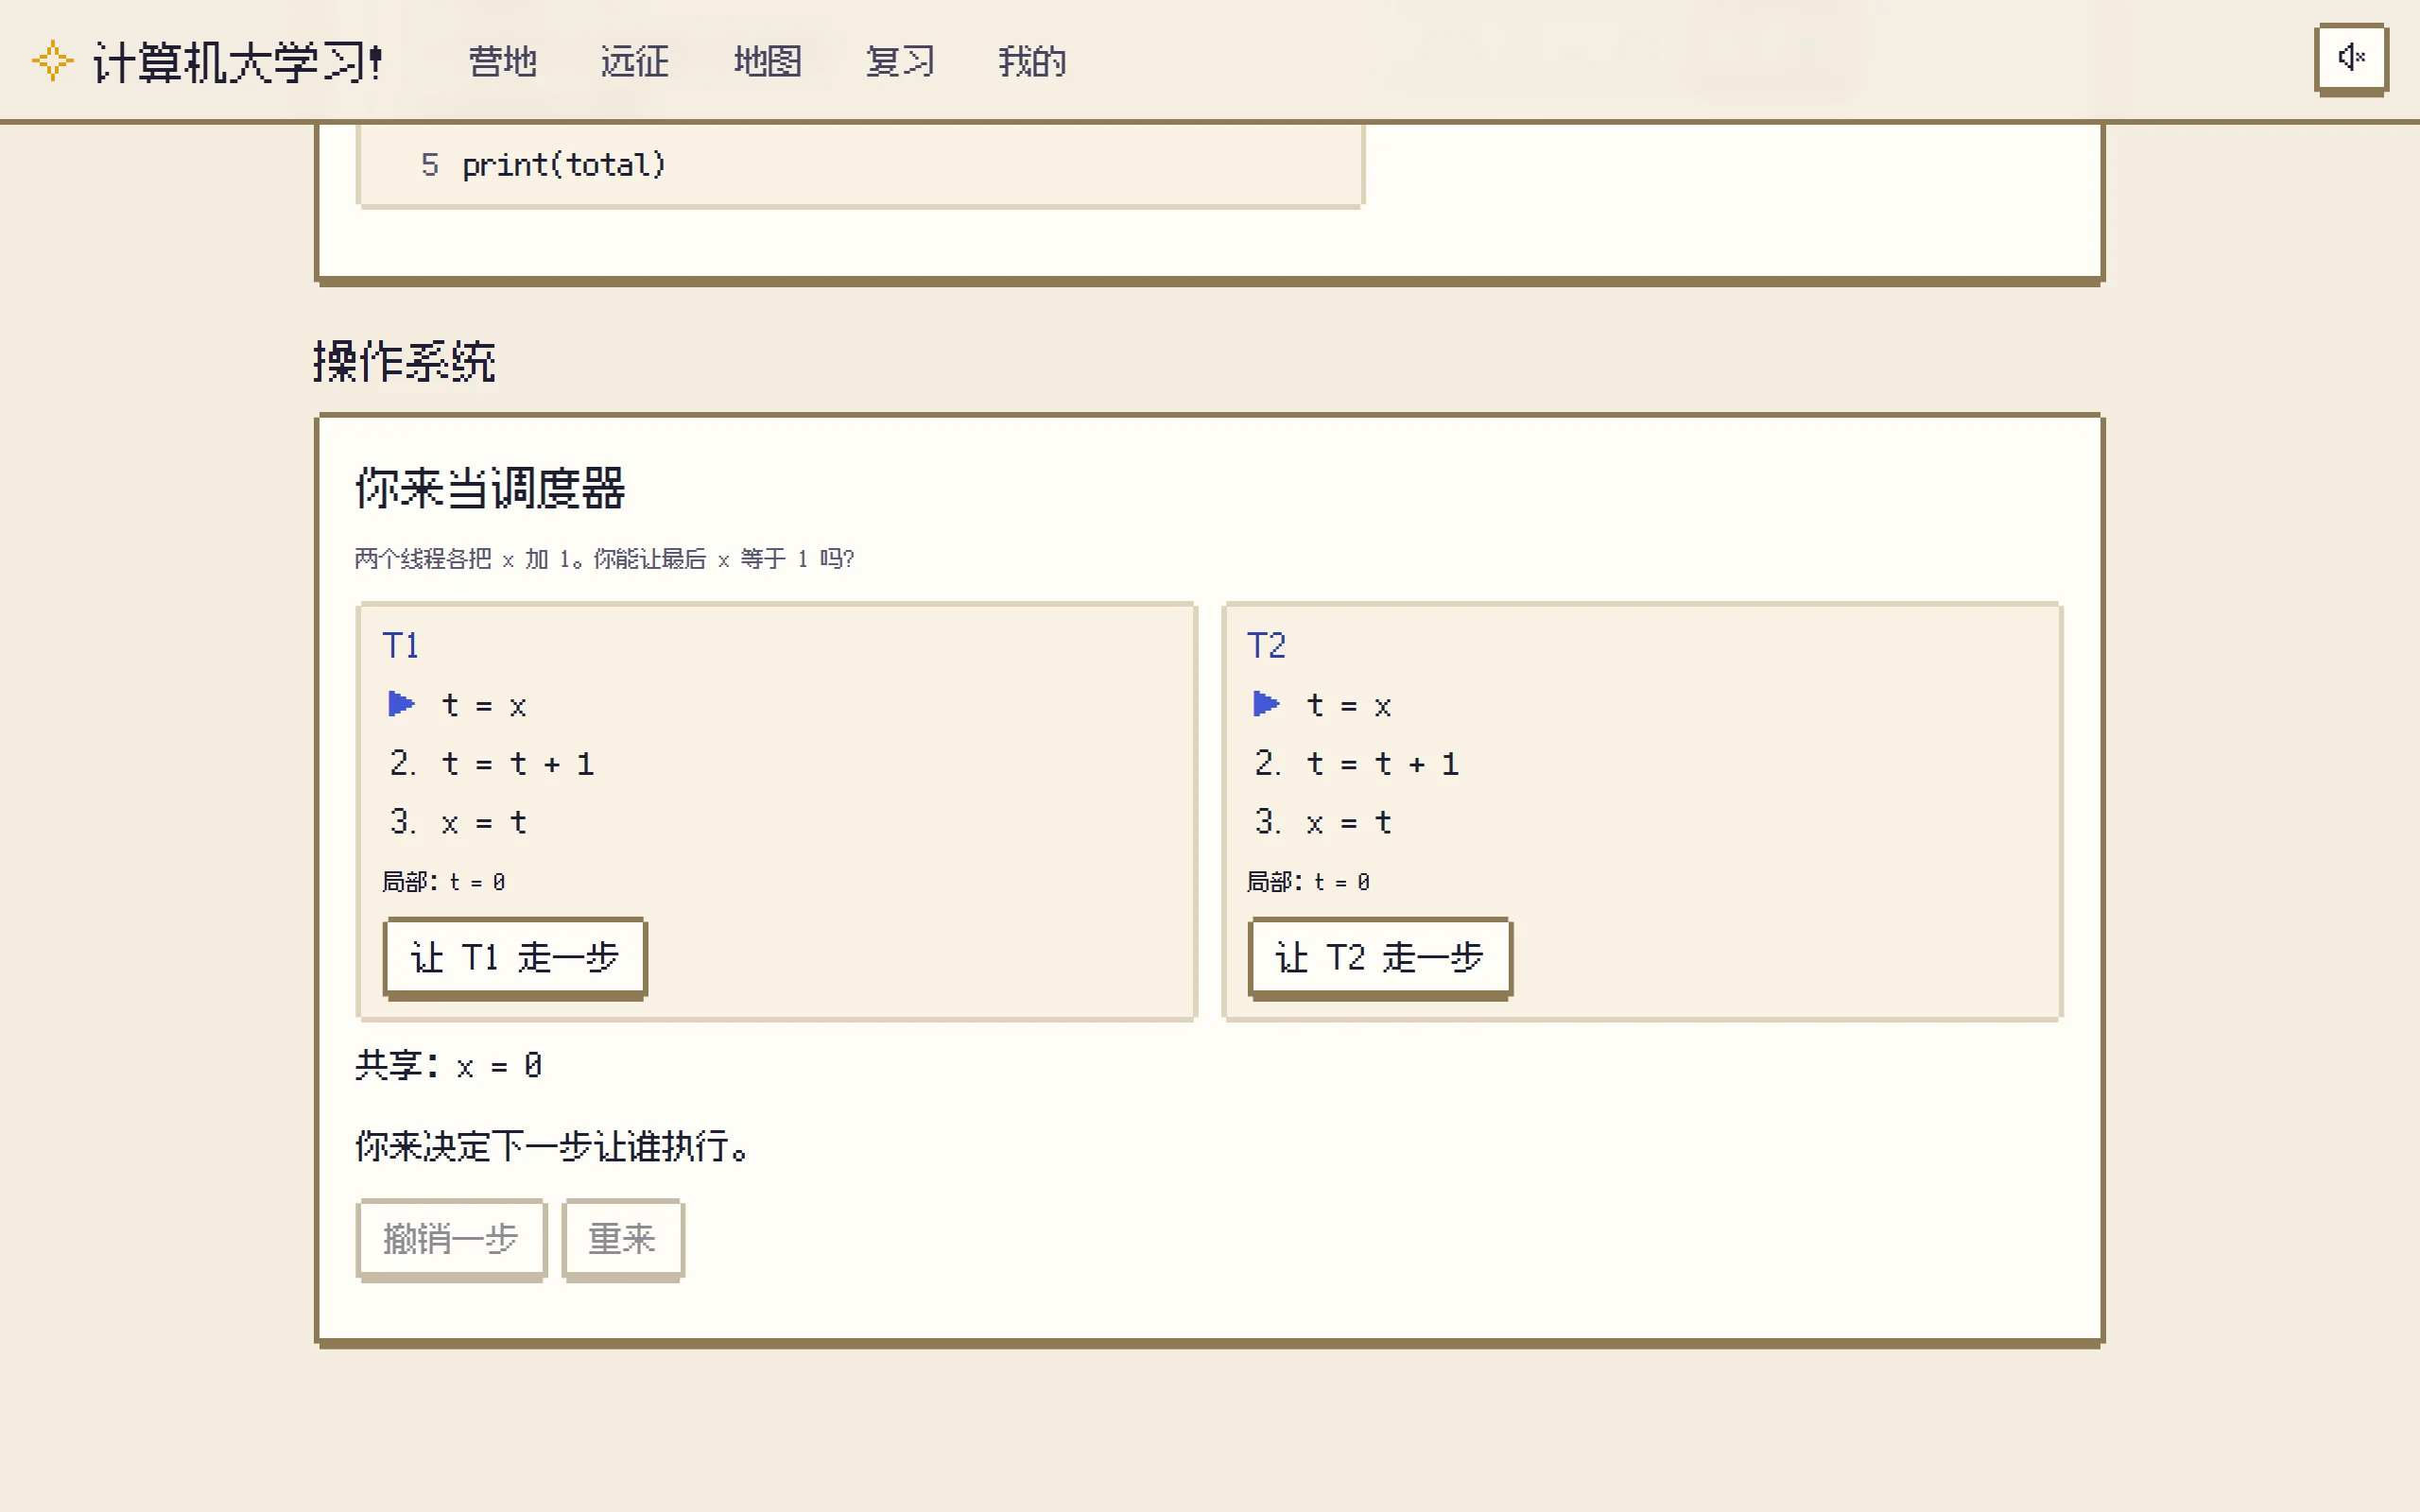 计算机大学习! 营地 远征 地图 复习 我的
5 print(total)
操作系统
你来当调度器
两个线程各把 x 加 1。你能让最后 x 等于 1 吗?
T1
t = x
2. t = t + 1
3. x = t
局部: t = 0
让 T1 走一步
T2
t = x
2. t = t + 1
3. x = t
局部: t = 0
让 T2 走一步
共享: x = 0
你来决定下一步让谁执行。
撤销一步 重来